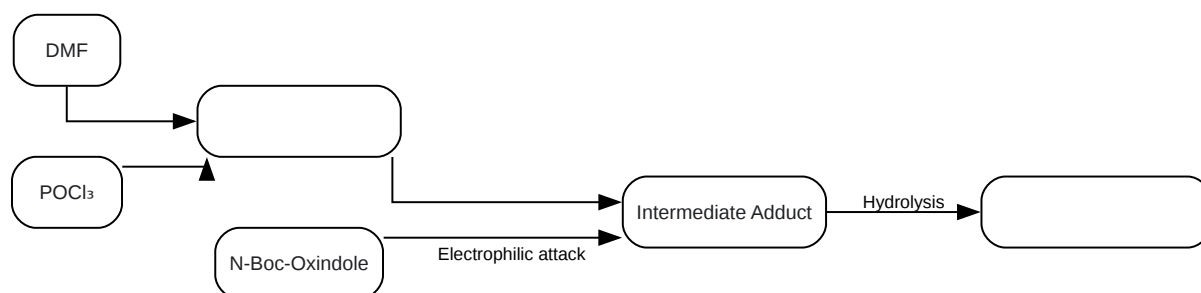 DMF
POCl₃
N-Boc-Oxindole
Electrophilic attack
Intermediate Adduct
Hydrolysis